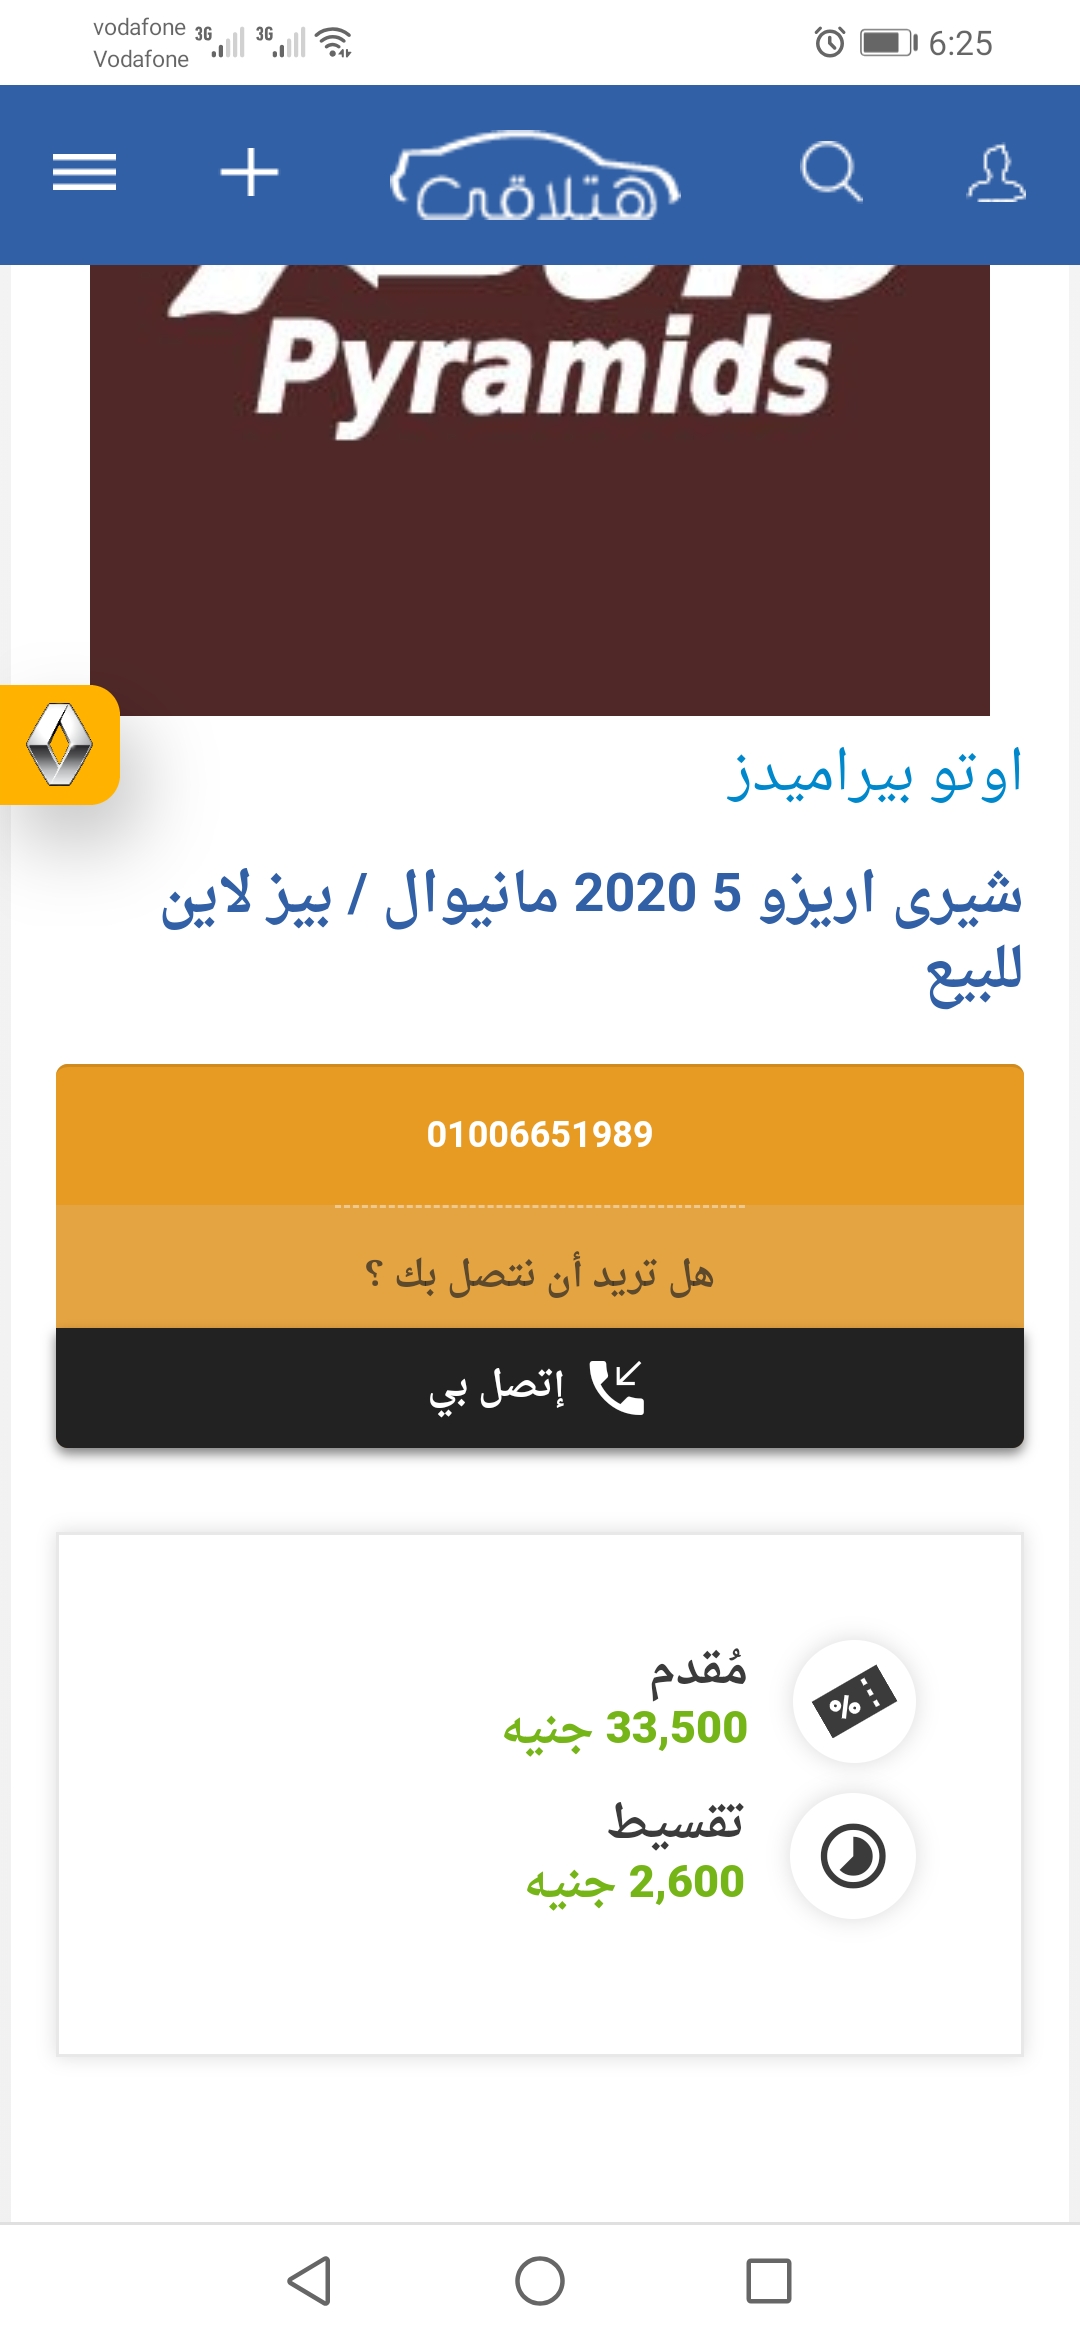 vodafone 3G 3G 6:25
Vodafone
هتلاقى
Pyramids
اوتو بيراميدز
شيرى اريزو 5 2020 مانيوال / بيز لاين
للبيع
01006651989
هل تريد أن نتصل بك ؟
إتصل بي
مُقدم
33,500 جنيه
تقسيط
2,600 جنيه